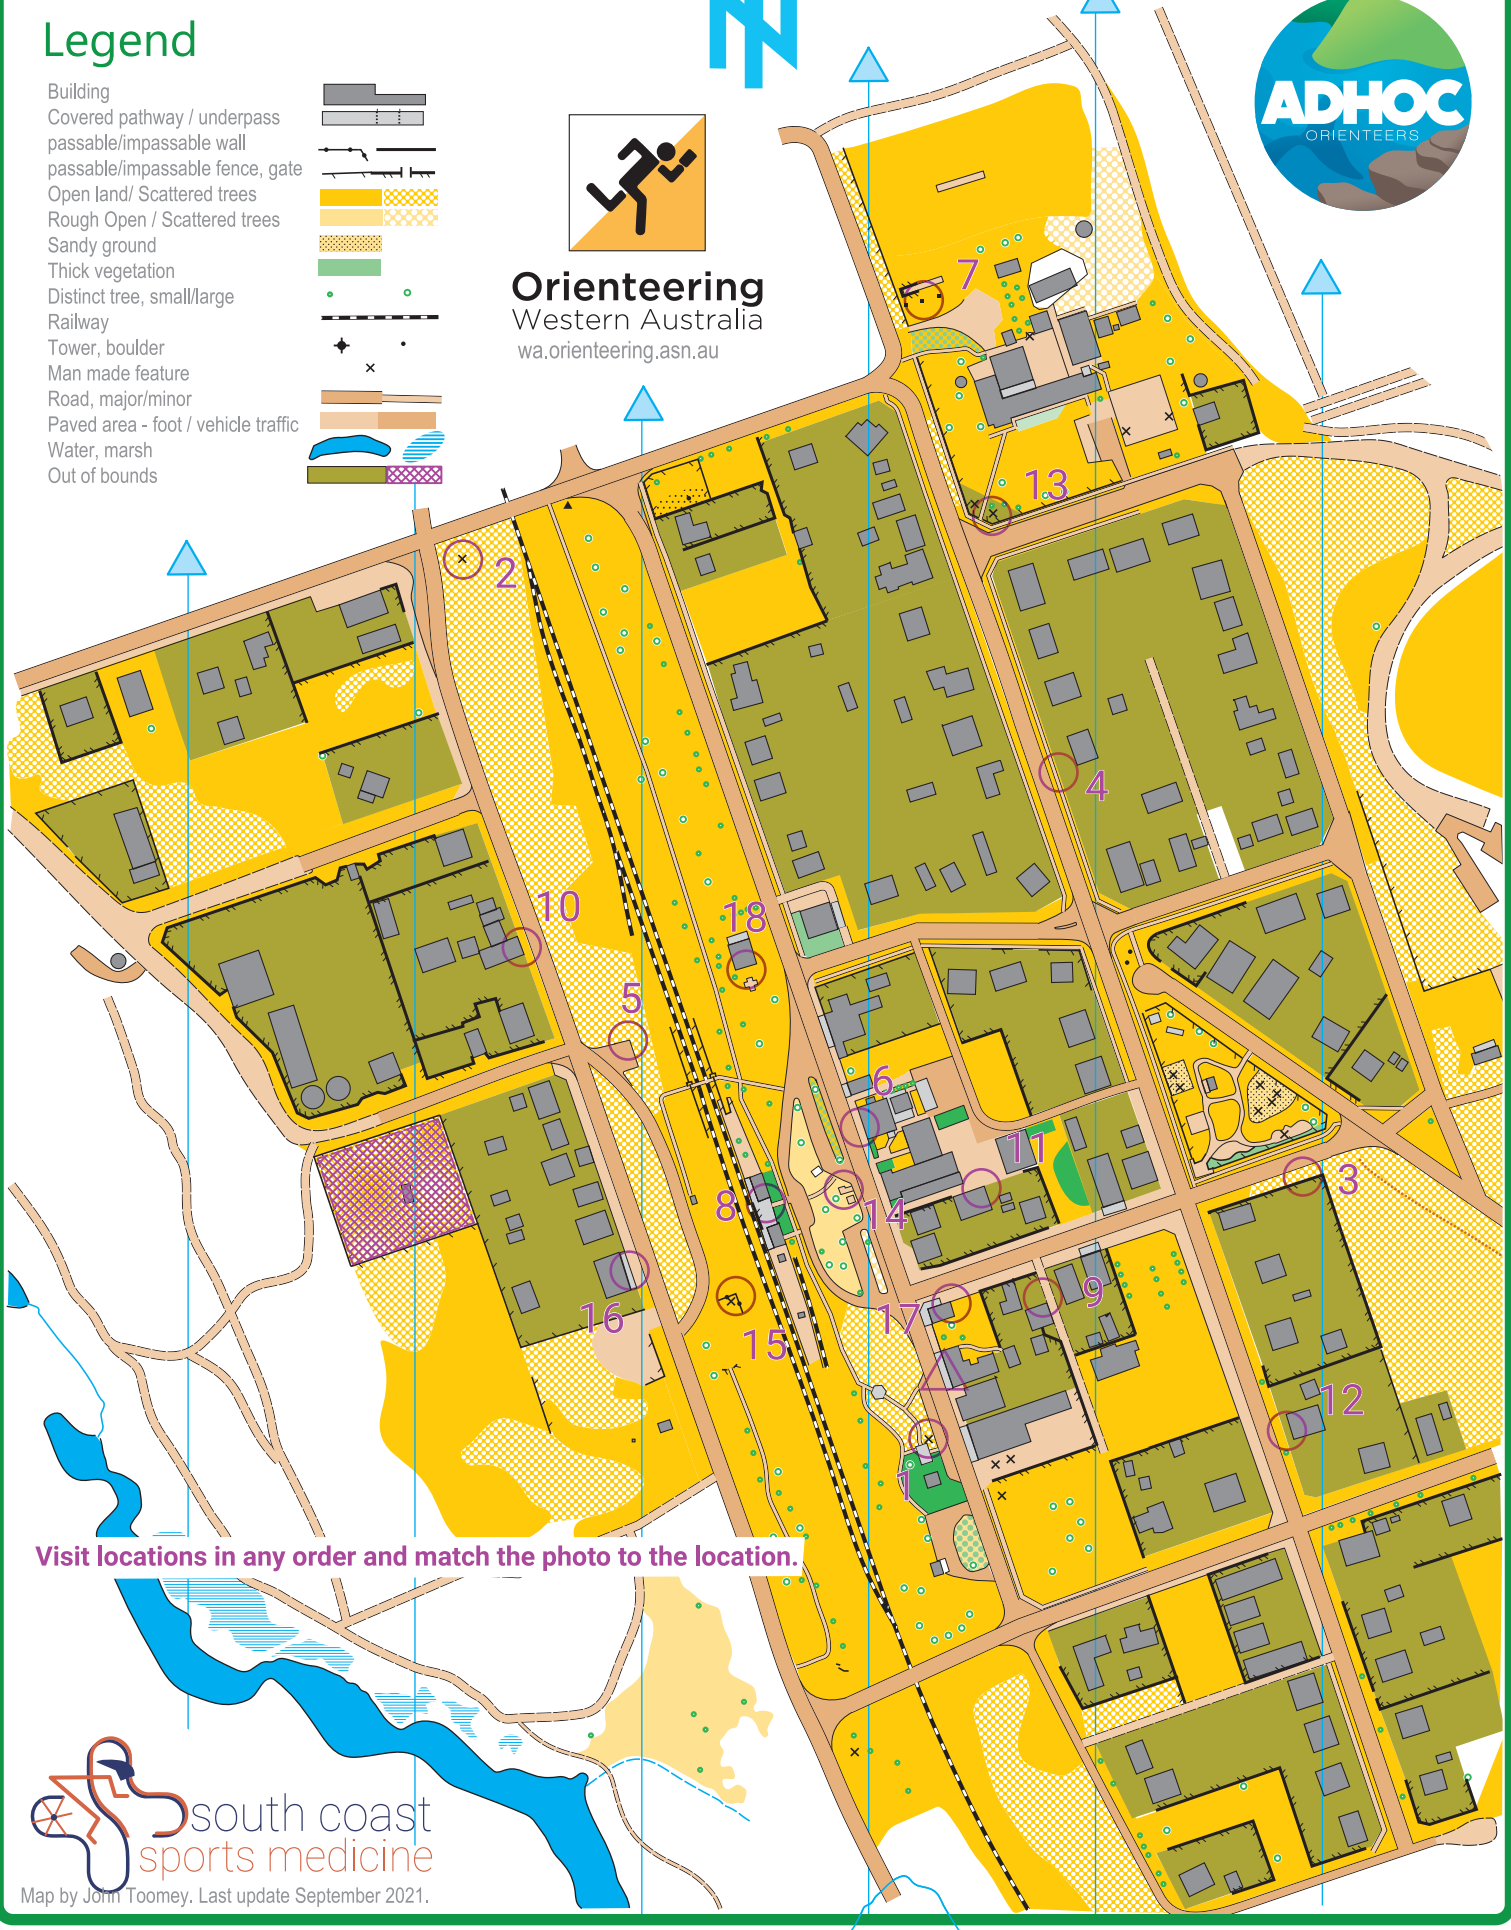 Legend
Building
Covered pathway / underpass
passable/impassable wall
passable/impassable fence, gate
Open land/ Scattered trees
Rough Open / Scattered trees
Sandy ground
Thick vegetation
Distinct tree, small/large
Railway
Tower, boulder
Man made feature
Road, major/minor
Paved area - foot / vehicle traffic
Water, marsh
Out of bounds
N
Orienteering
Western Australia
wa.orienteering.asn.au
ADHOC
ORIENTEERS
7
13
2
4
10
18
5
6
11
3
8
14
9
16
17
15
12
1
Visit locations in any order and match the photo to the location.
south coast
sports medicine
Map by John Toomey. Last update September 2021.